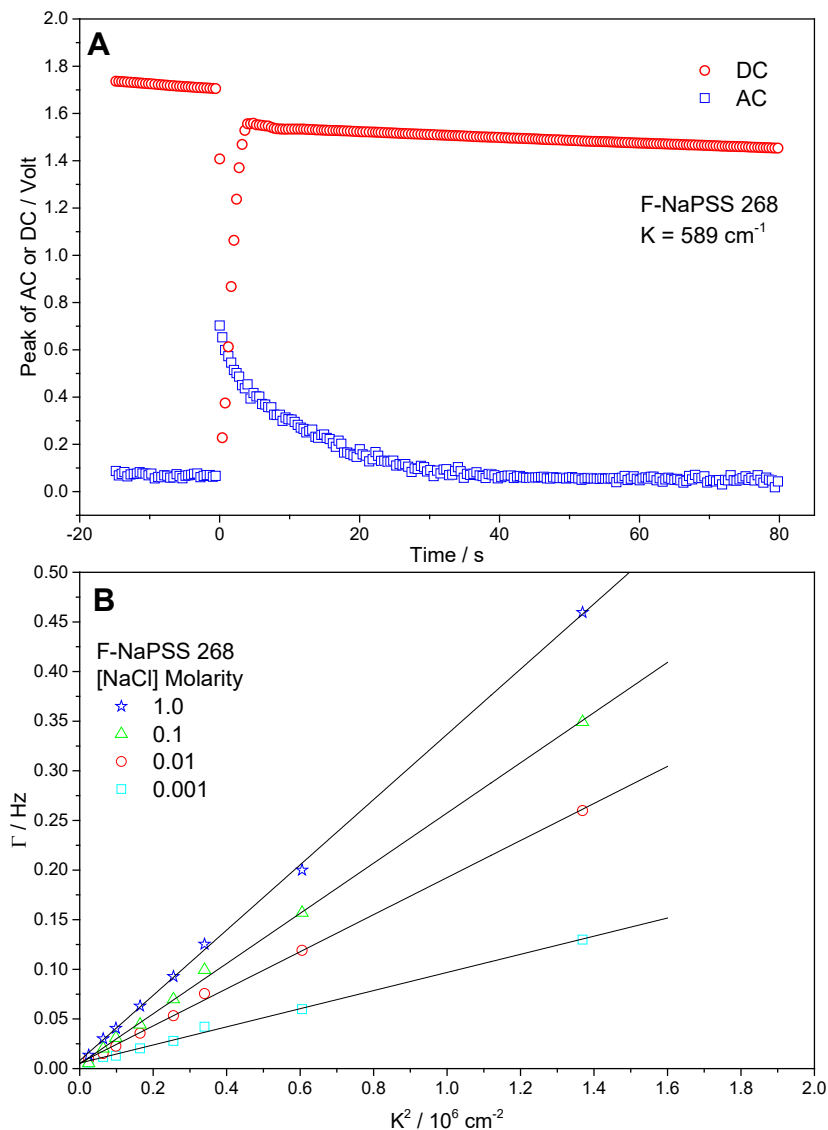 A
DC
AC
F-NaPSS 268
K = 589 cm⁻¹
Peak of AC or DC / Volt
2.0
1.8
1.6
1.4
1.2
1.0
0.8
0.6
0.4
0.2
0.0
-20
0
20
40
60
80
Time / s
B
F-NaPSS 268
[NaCl] Molarity
1.0
0.1
0.01
0.001
Γ / Hz
0.50
0.45
0.40
0.35
0.30
0.25
0.20
0.15
0.10
0.05
0.00
0.0 0.2 0.4 0.6 0.8 1.0 1.2 1.4 1.6 1.8 2.0
K² / 10⁶ cm⁻²